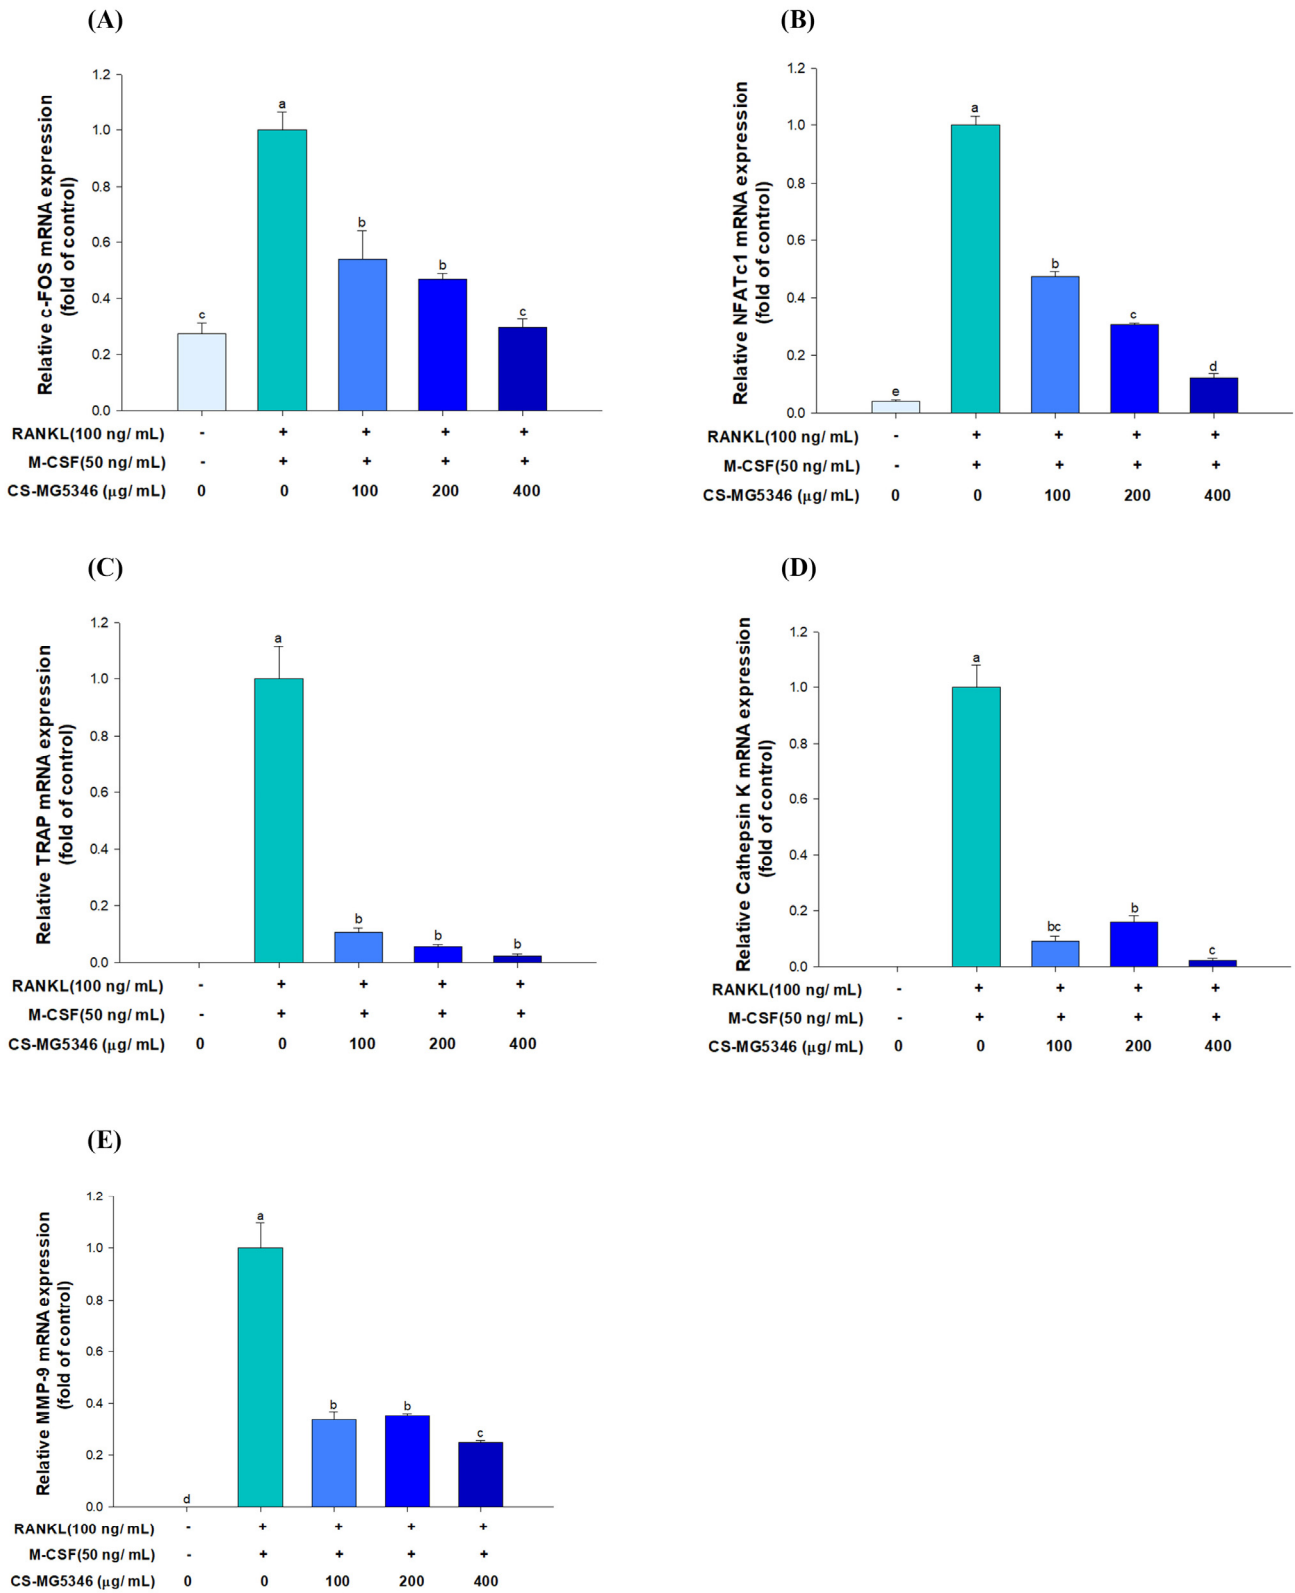 (A)
Relative c-FOS mRNA expression
(fold of control)
1.2
1.0
0.8
0.6
0.4
0.2
0.0
c
a
b
b
c
RANKL(100 ng/ mL) - + + + +
M-CSF(50 ng/ mL) - + + + +
CS-MG5346 (μg/ mL) 0 0 100 200 400
(B)
Relative NFATc1 mRNA expression
(fold of control)
1.2
1.0
0.8
0.6
0.4
0.2
0.0
e
a
b
c
d
RANKL(100 ng/ mL) - + + + +
M-CSF(50 ng/ mL) - + + + +
CS-MG5346 (μg/ mL) 0 0 100 200 400
(C)
Relative TRAP mRNA expression
(fold of control)
1.2
1.0
0.8
0.6
0.4
0.2
0.0
a
b
b
b
RANKL(100 ng/ mL) - + + + +
M-CSF(50 ng/ mL) - + + + +
CS-MG5346 (μg/ mL) 0 0 100 200 400
(D)
Relative Cathepsin K mRNA expression
(fold of control)
1.2
1.0
0.8
0.6
0.4
0.2
0.0
a
bc
b
c
RANKL(100 ng/ mL) - + + + +
M-CSF(50 ng/ mL) - + + + +
CS-MG5346 (μg/ mL) 0 0 100 200 400
(E)
Relative MMP-9 mRNA expression
(fold of control)
1.2
1.0
0.8
0.6
0.4
0.2
0.0
d
a
b
b
c
RANKL(100 ng/ mL) - + + + +
M-CSF(50 ng/ mL) - + + + +
CS-MG5346 (μg/ mL) 0 0 100 200 400